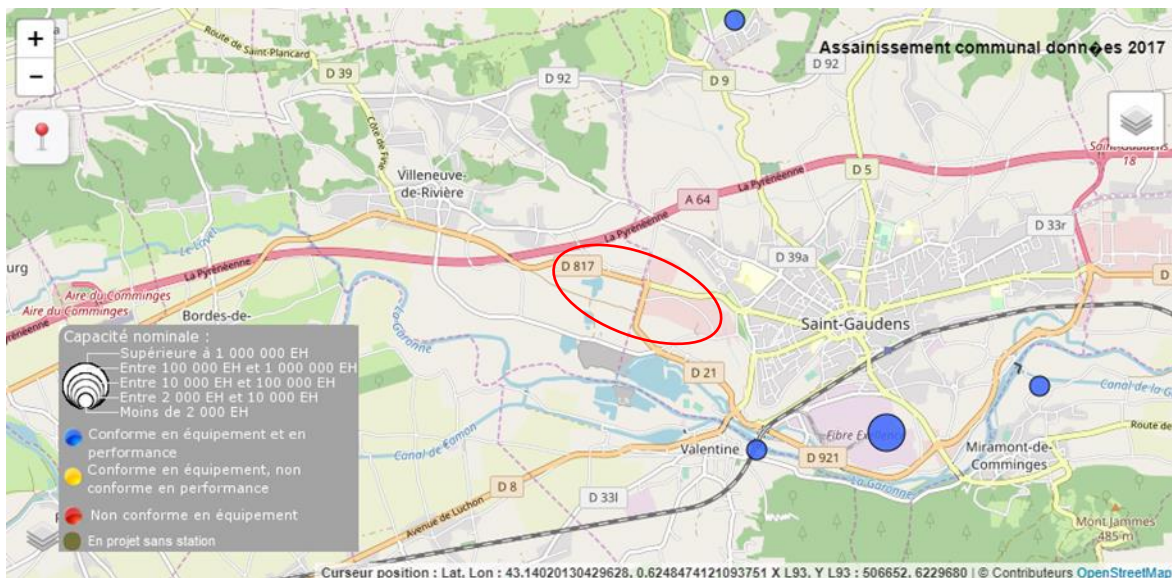 +
−
Route de Saint-Plancard
D 39
D 92
D 9
Assainissement communal donn�es 2017
D 92
Côte de Fine
Villeneuve-
de-Rivière
La Pyrénéenne
D 5
Saint-Gaudens
18
A 64
La Pyrénéenne
D 33r
D 39a
Le Lavet
La Pyrénéenne
D 817
urg
Aire du Comminges
Aire du Comminges
Bordes-de-
La Garonne
Saint-Gaudens
D
D 21
Capacité nominale :
Supérieure à 1 000 000 EH
Entre 100 000 EH et 1 000 000 EH
Entre 10 000 EH et 100 000 EH
Entre 2 000 EH et 10 000 EH
Moins de 2 000 EH
Conforme en équipement et en
performance
Conforme en équipement, non
conforme en performance
Non conforme en équipement
En projet sans station
Canal de Camon
Canal de la G
Fibre Excellence
Valentine
D 921
Miramont-de-
Comminges
La Garonne
D 8
D 33l
Avenue de Luchon
Mont Jammes
485 m
Curseur position : Lat, Lon : 43.14020130429628, 0.6248474121093751 X L93, Y L93 : 506652, 6229680 | © Contributeurs OpenStreetMap